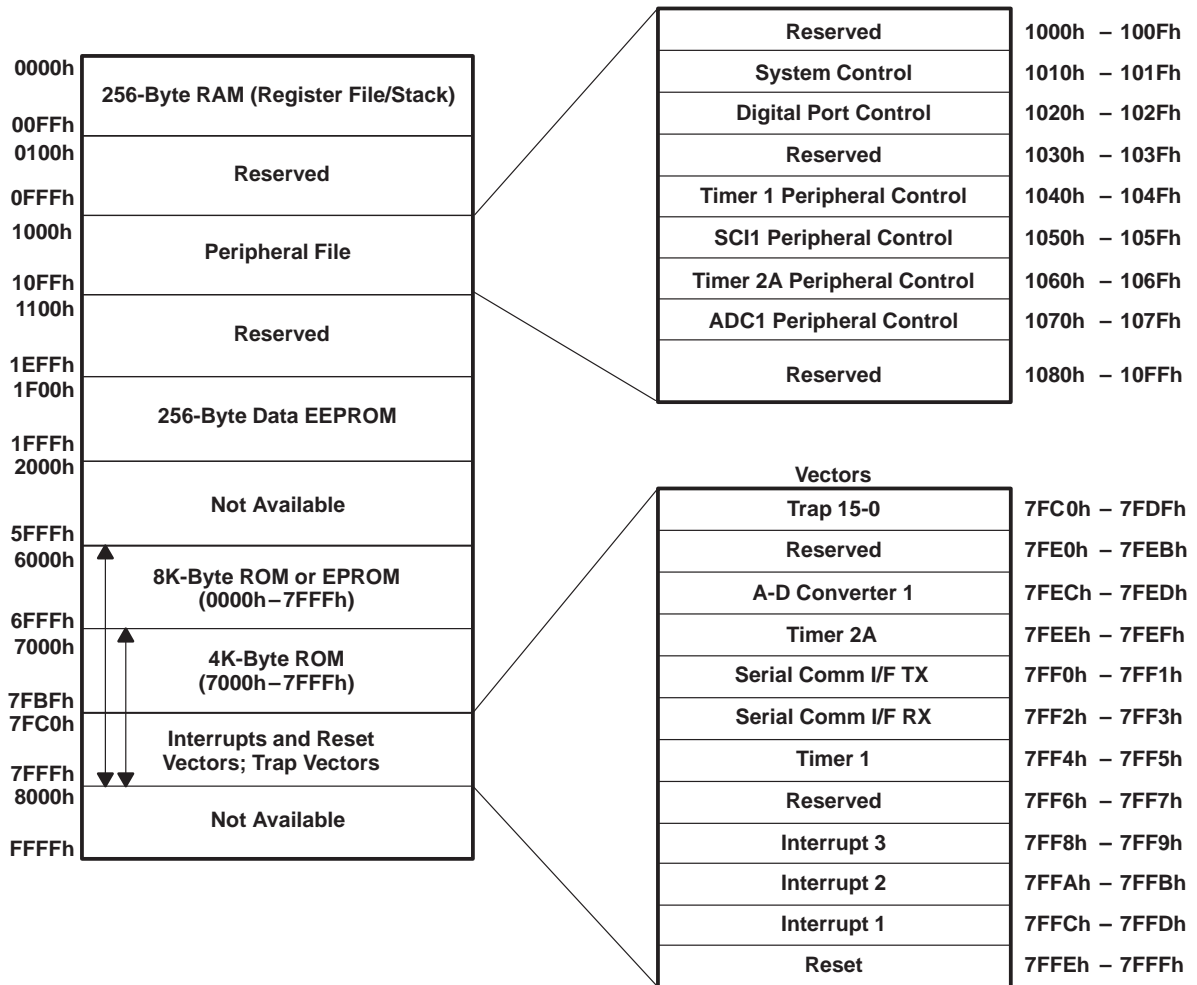 0000h
256-Byte RAM (Register File/Stack)
00FFh
0100h
Reserved
0FFFh
1000h
Peripheral File
10FFh
1100h
Reserved
1EFFh
1F00h
256-Byte Data EEPROM
1FFFh
2000h
Not Available
5FFFh
6000h
8K-Byte ROM or EPROM
(0000h–7FFFh)
6FFFh
7000h
4K-Byte ROM
(7000h–7FFFh)
7FBFh
7FC0h
Interrupts and Reset
Vectors; Trap Vectors
7FFFh
8000h
Not Available
FFFFh
Reserved 1000h – 100Fh
System Control 1010h – 101Fh
Digital Port Control 1020h – 102Fh
Reserved 1030h – 103Fh
Timer 1 Peripheral Control 1040h – 104Fh
SCI1 Peripheral Control 1050h – 105Fh
Timer 2A Peripheral Control 1060h – 106Fh
ADC1 Peripheral Control 1070h – 107Fh
Reserved 1080h – 10FFh
Vectors
Trap 15-0 7FC0h – 7FDFh
Reserved 7FE0h – 7FEBh
A-D Converter 1 7FECh – 7FEDh
Timer 2A 7FEEh – 7FEFh
Serial Comm I/F TX 7FF0h – 7FF1h
Serial Comm I/F RX 7FF2h – 7FF3h
Timer 1 7FF4h – 7FF5h
Reserved 7FF6h – 7FF7h
Interrupt 3 7FF8h – 7FF9h
Interrupt 2 7FFAh – 7FFBh
Interrupt 1 7FFCh – 7FFDh
Reset 7FFEh – 7FFFh